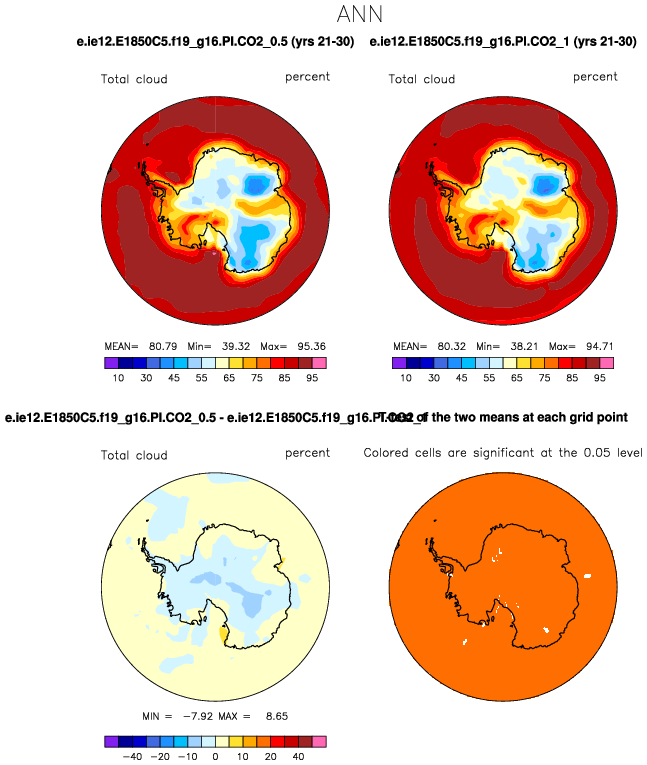 ANN
e.ie12.E1850C5.f19_g16.PI.CO2_0.5 (yrs 21-30)
e.ie12.E1850C5.f19_g16.PI.CO2_1 (yrs 21-30)
Total cloud percent
Total cloud percent
MEAN= 80.79 Min= 39.32 Max= 95.36
MEAN= 80.32 Min= 38.21 Max= 94.71
10 30 45 55 65 75 85 95
10 30 45 55 65 75 85 95
e.ie12.E1850C5.f19_g16.PI.CO2_0.5 - e.ie12.E1850C5.f19_g16.PI.CO2_1
T-test of the two means at each grid point
Total cloud percent
Colored cells are significant at the 0.05 level
MIN = -7.92 MAX = 8.65
-40 -20 -10 0 10 20 40